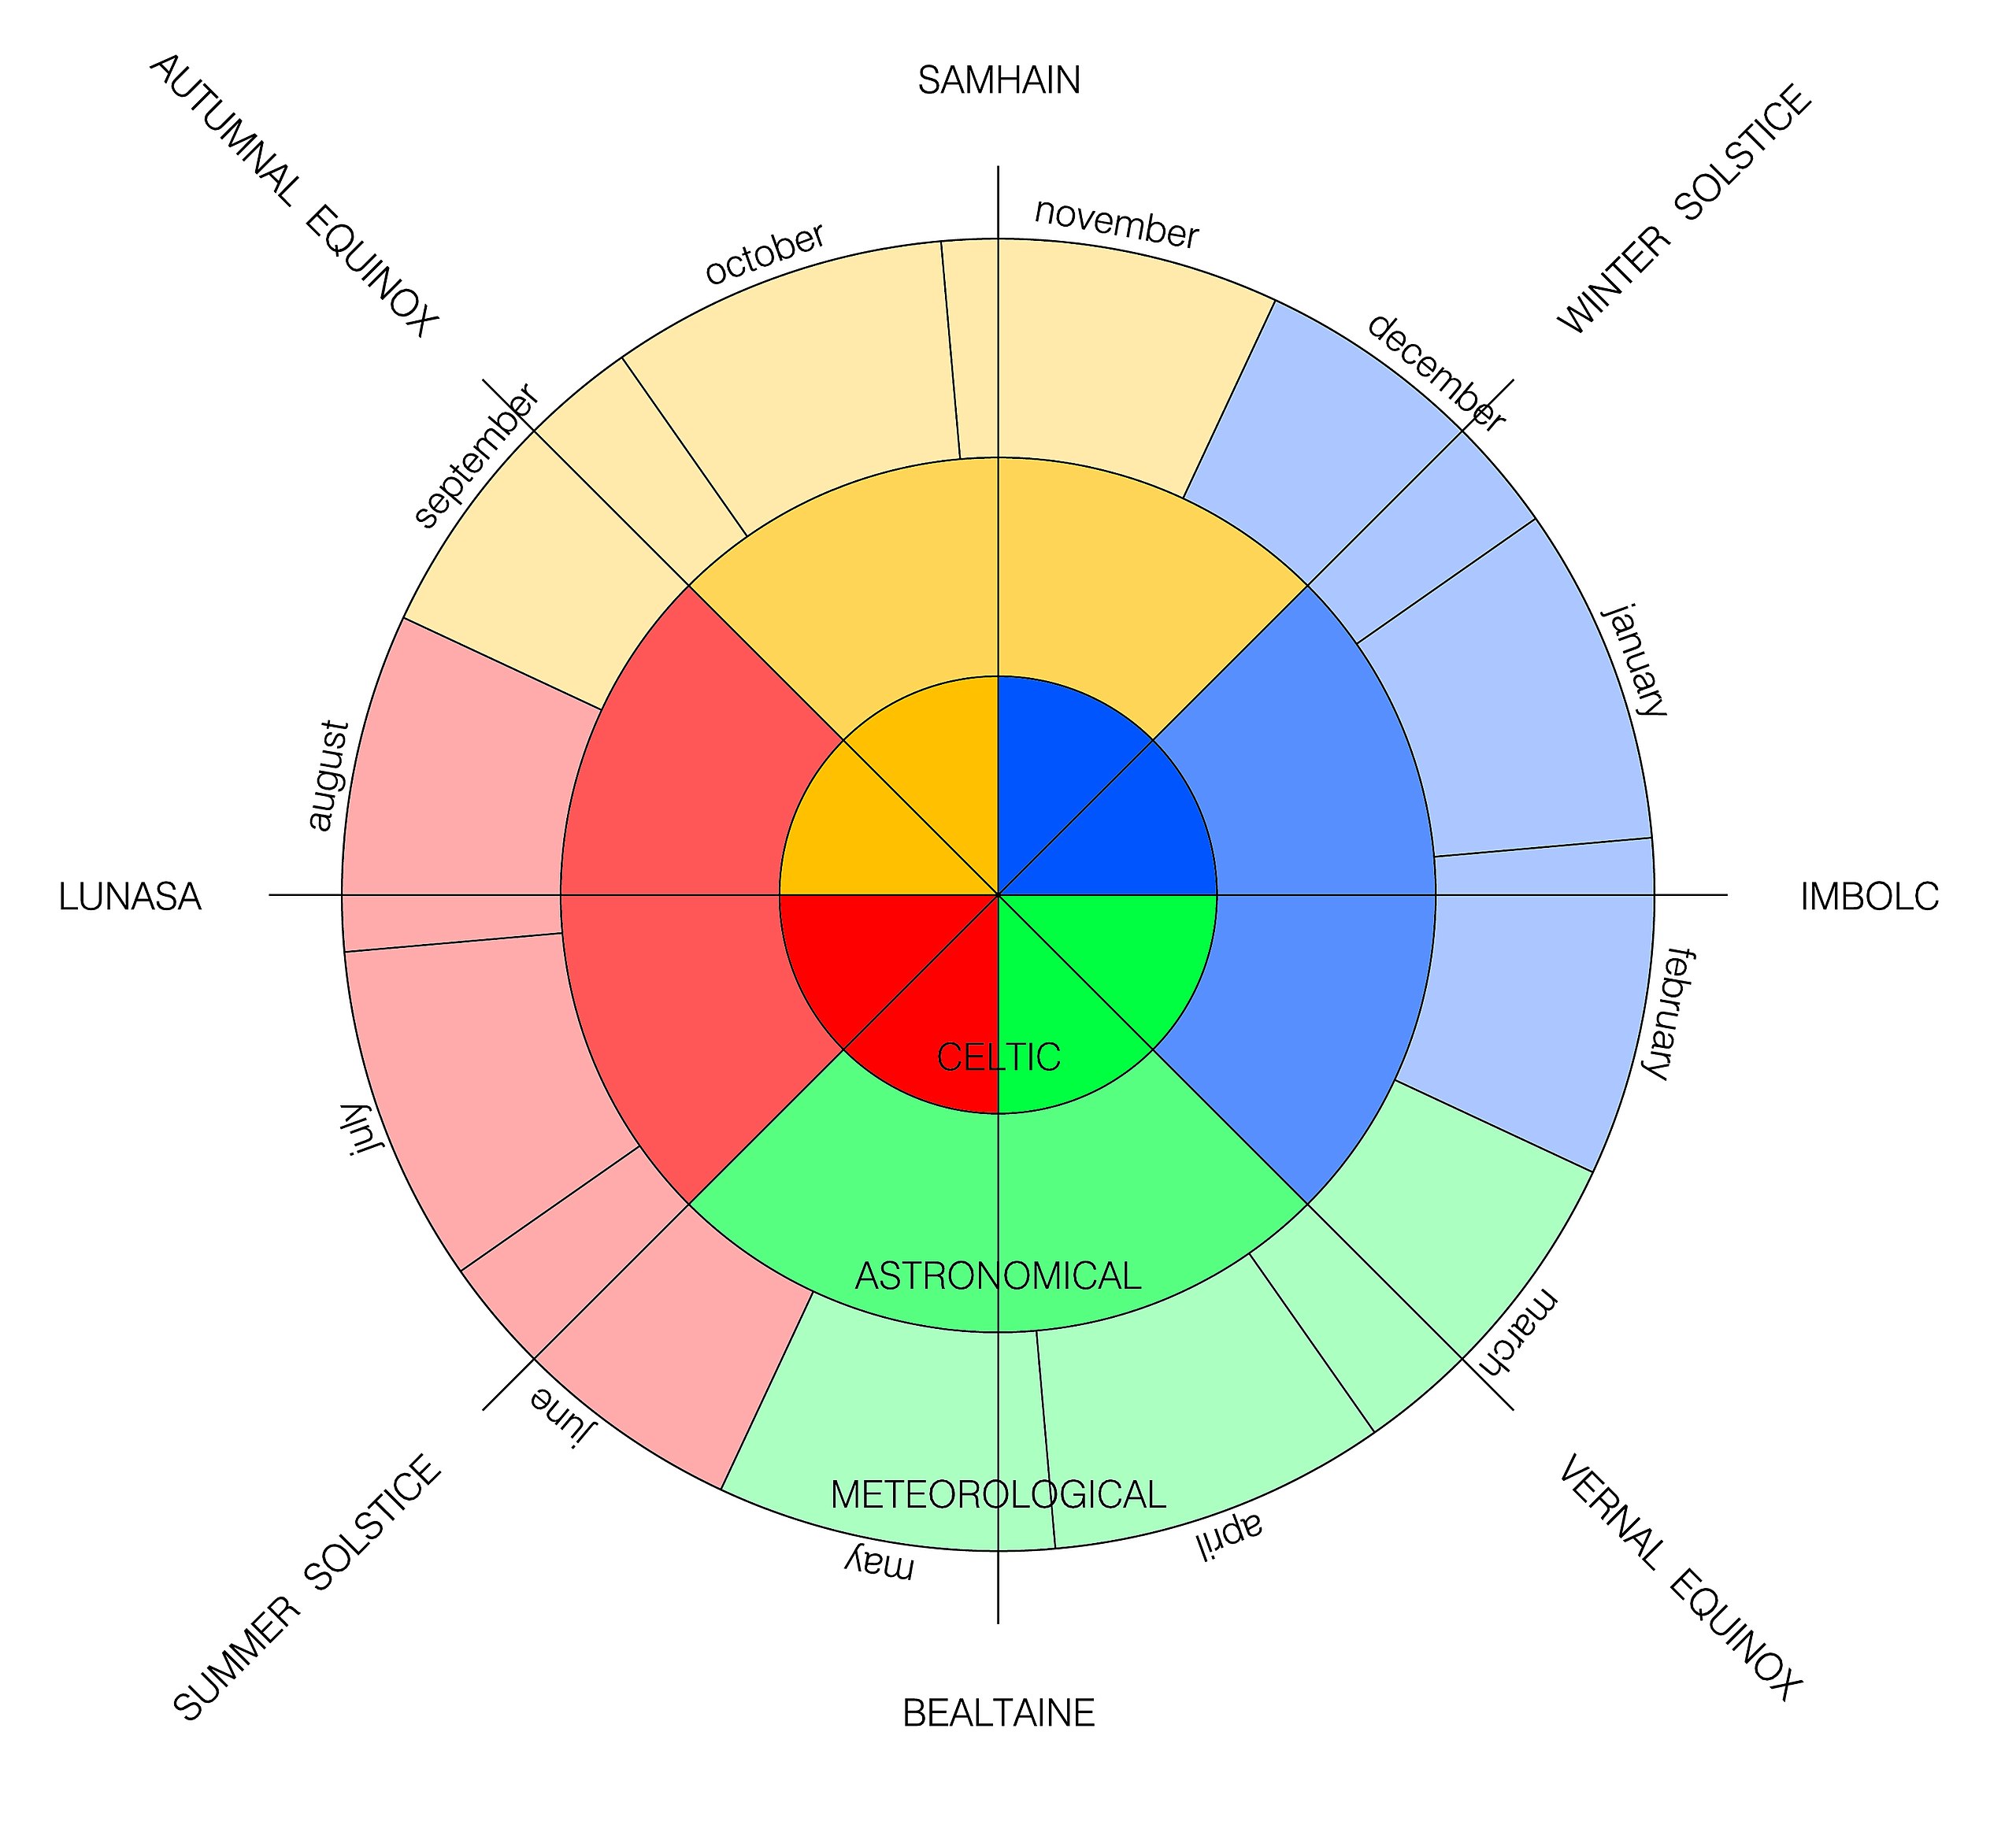 SAMHAIN
AUTUMNAL EQUINOX
WINTER SOLSTICE
november
october
december
september
january
august
LUNASA
IMBOLC
february
CELTIC
july
ASTRONOMICAL
march
june
METEOROLOGICAL
april
may
SUMMER SOLSTICE
VERNAL EQUINOX
BEALTAINE